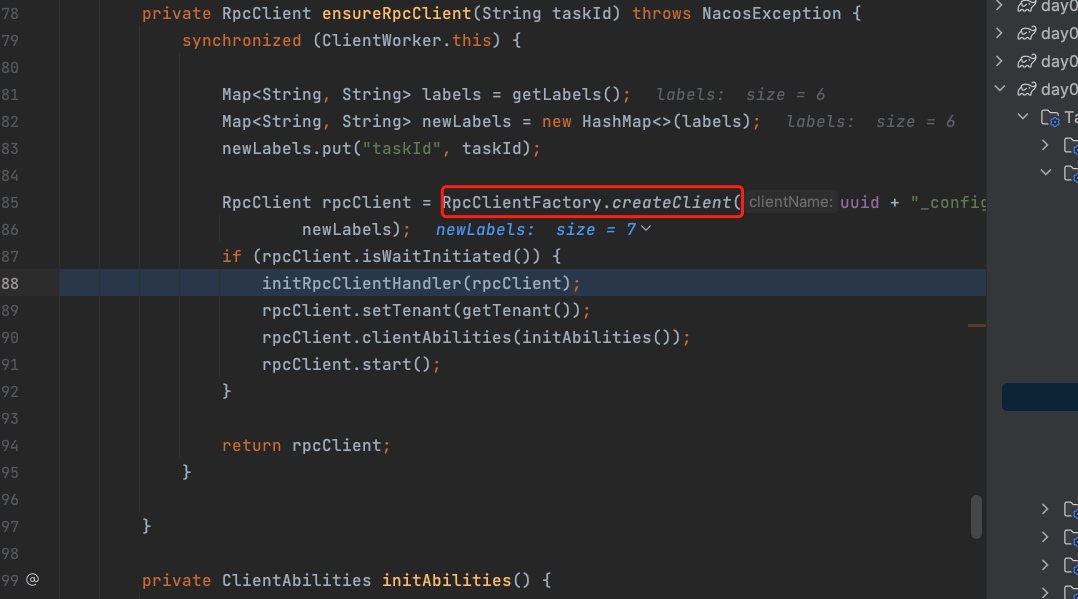 78 private RpcClient ensureRpcClient(String taskId) throws NacosException {
79 synchronized (ClientWorker.this) {
80
81 Map<String, String> labels = getLabels(); labels: size = 6
82 Map<String, String> newLabels = new HashMap<>(labels); labels: size = 6
83 newLabels.put("taskId", taskId);
84
85 RpcClient rpcClient = RpcClientFactory.createClient( clientName: uuid + "_config
86 newLabels); newLabels: size = 7
87 if (rpcClient.isWaitInitiated()) {
88 initRpcClientHandler(rpcClient);
89 rpcClient.setTenant(getTenant());
90 rpcClient.clientAbilities(initAbilities());
91 rpcClient.start();
92 }
93
94 return rpcClient;
95 }
96
97 }
98
99 @ private ClientAbilities initAbilities() {
day0
day0
day0
day0
Ta